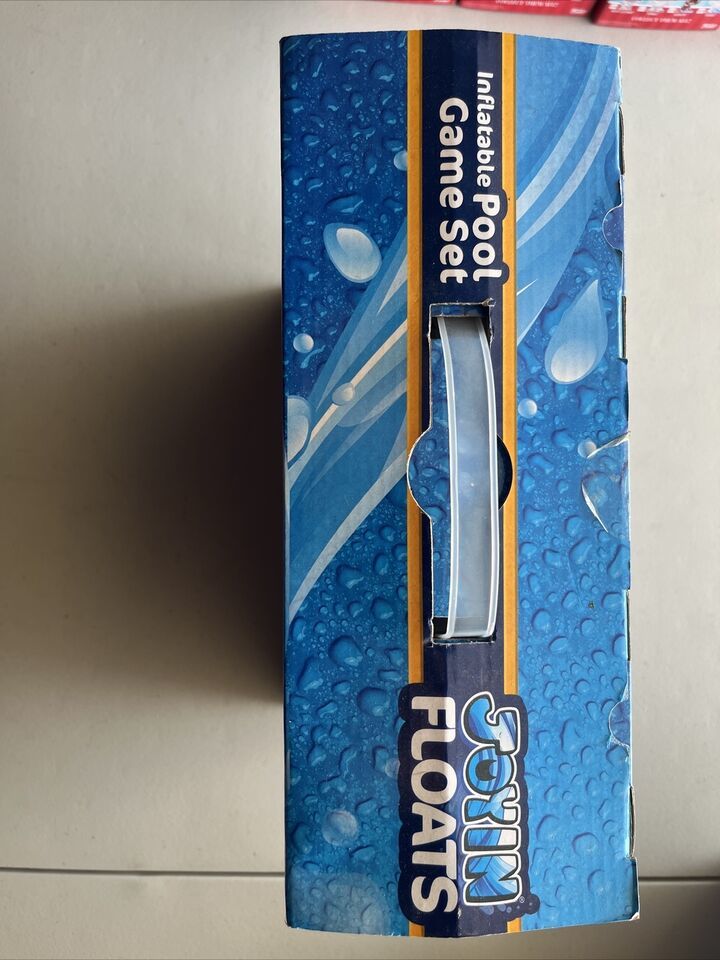 Inflatable Pool
Game Set
JOYIN®
FLOATS